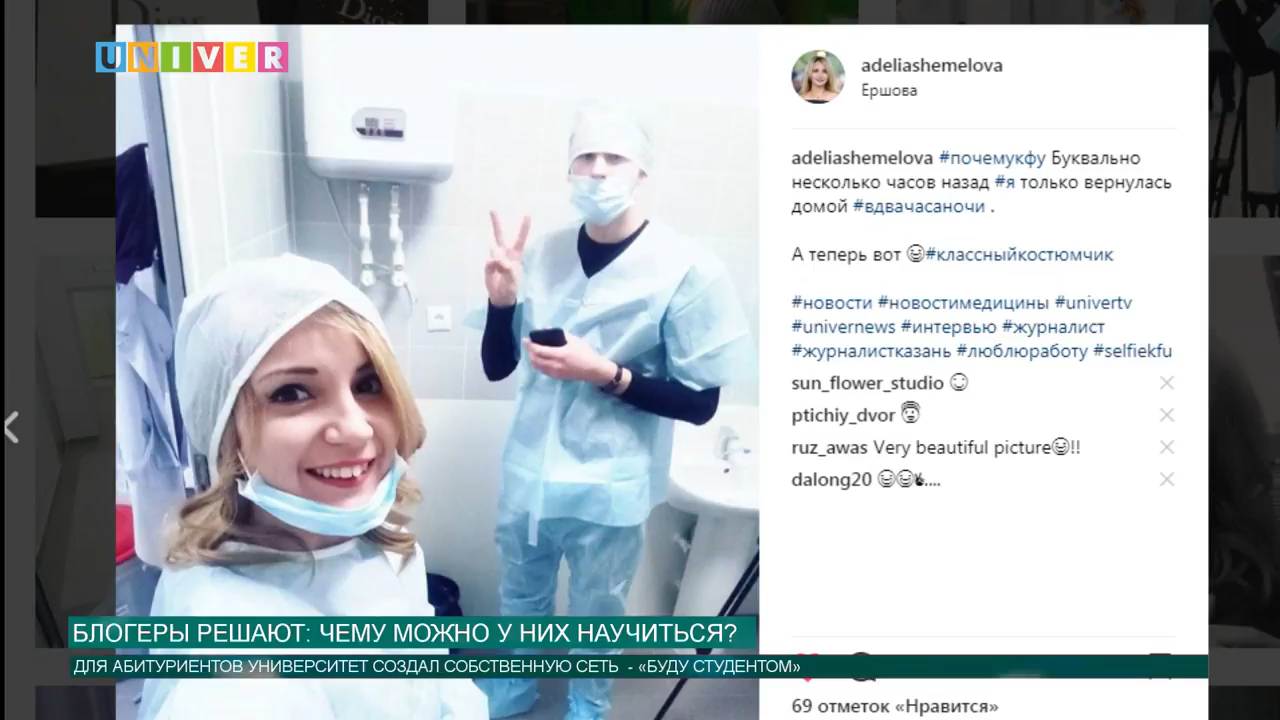 Dior
Dior
UNIVER
adeliashemelova
Ершова
adeliashemelova #почемукфу Буквально
несколько часов назад #я только вернулась
домой #вдвачасаночи .
А теперь вот 😄#классныйкостюмчик
#новости #новостимедицины #univertv
#univernews #интервью #журналист
#журналистказань #люблюработу #selfiekfu
sun_flower_studio ☺
ptichiy_dvor 😇
ruz_awas Very beautiful picture😄!!
dalong20 😄😄✌....
БЛОГЕРЫ РЕШАЮТ: ЧЕМУ МОЖНО У НИХ НАУЧИТЬСЯ?
ДЛЯ АБИТУРИЕНТОВ УНИВЕРСИТЕТ СОЗДАЛ СОБСТВЕННУЮ СЕТЬ - «БУДУ СТУДЕНТОМ»
69 отметок «Нравится»